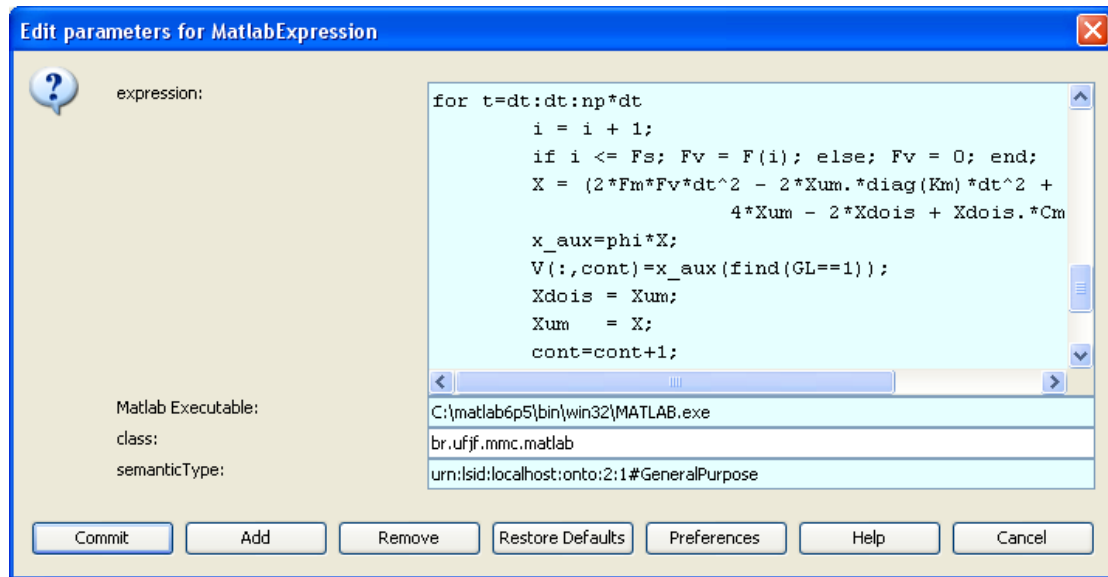 Edit parameters for MatlabExpression
expression:
for t=dt:dt:np*dt
i = i + 1;
if i <= Fs; Fv = F(i); else; Fv = 0; end;
X = (2*Fm*Fv*dt^2 - 2*Xum.*diag(Km)*dt^2 +
4*Xum - 2*Xdois + Xdois.*Cm
x_aux=phi*X;
V(:,cont)=x_aux(find(GL==1));
Xdois = Xum;
Xum   = X;
cont=cont+1;
Matlab Executable:
C:\matlab6p5\bin\win32\MATLAB.exe
class:
br.ufjf.mmc.matlab
semanticType:
urn:lsid:localhost:onto:2:1#GeneralPurpose
Commit Add Remove Restore Defaults Preferences Help Cancel